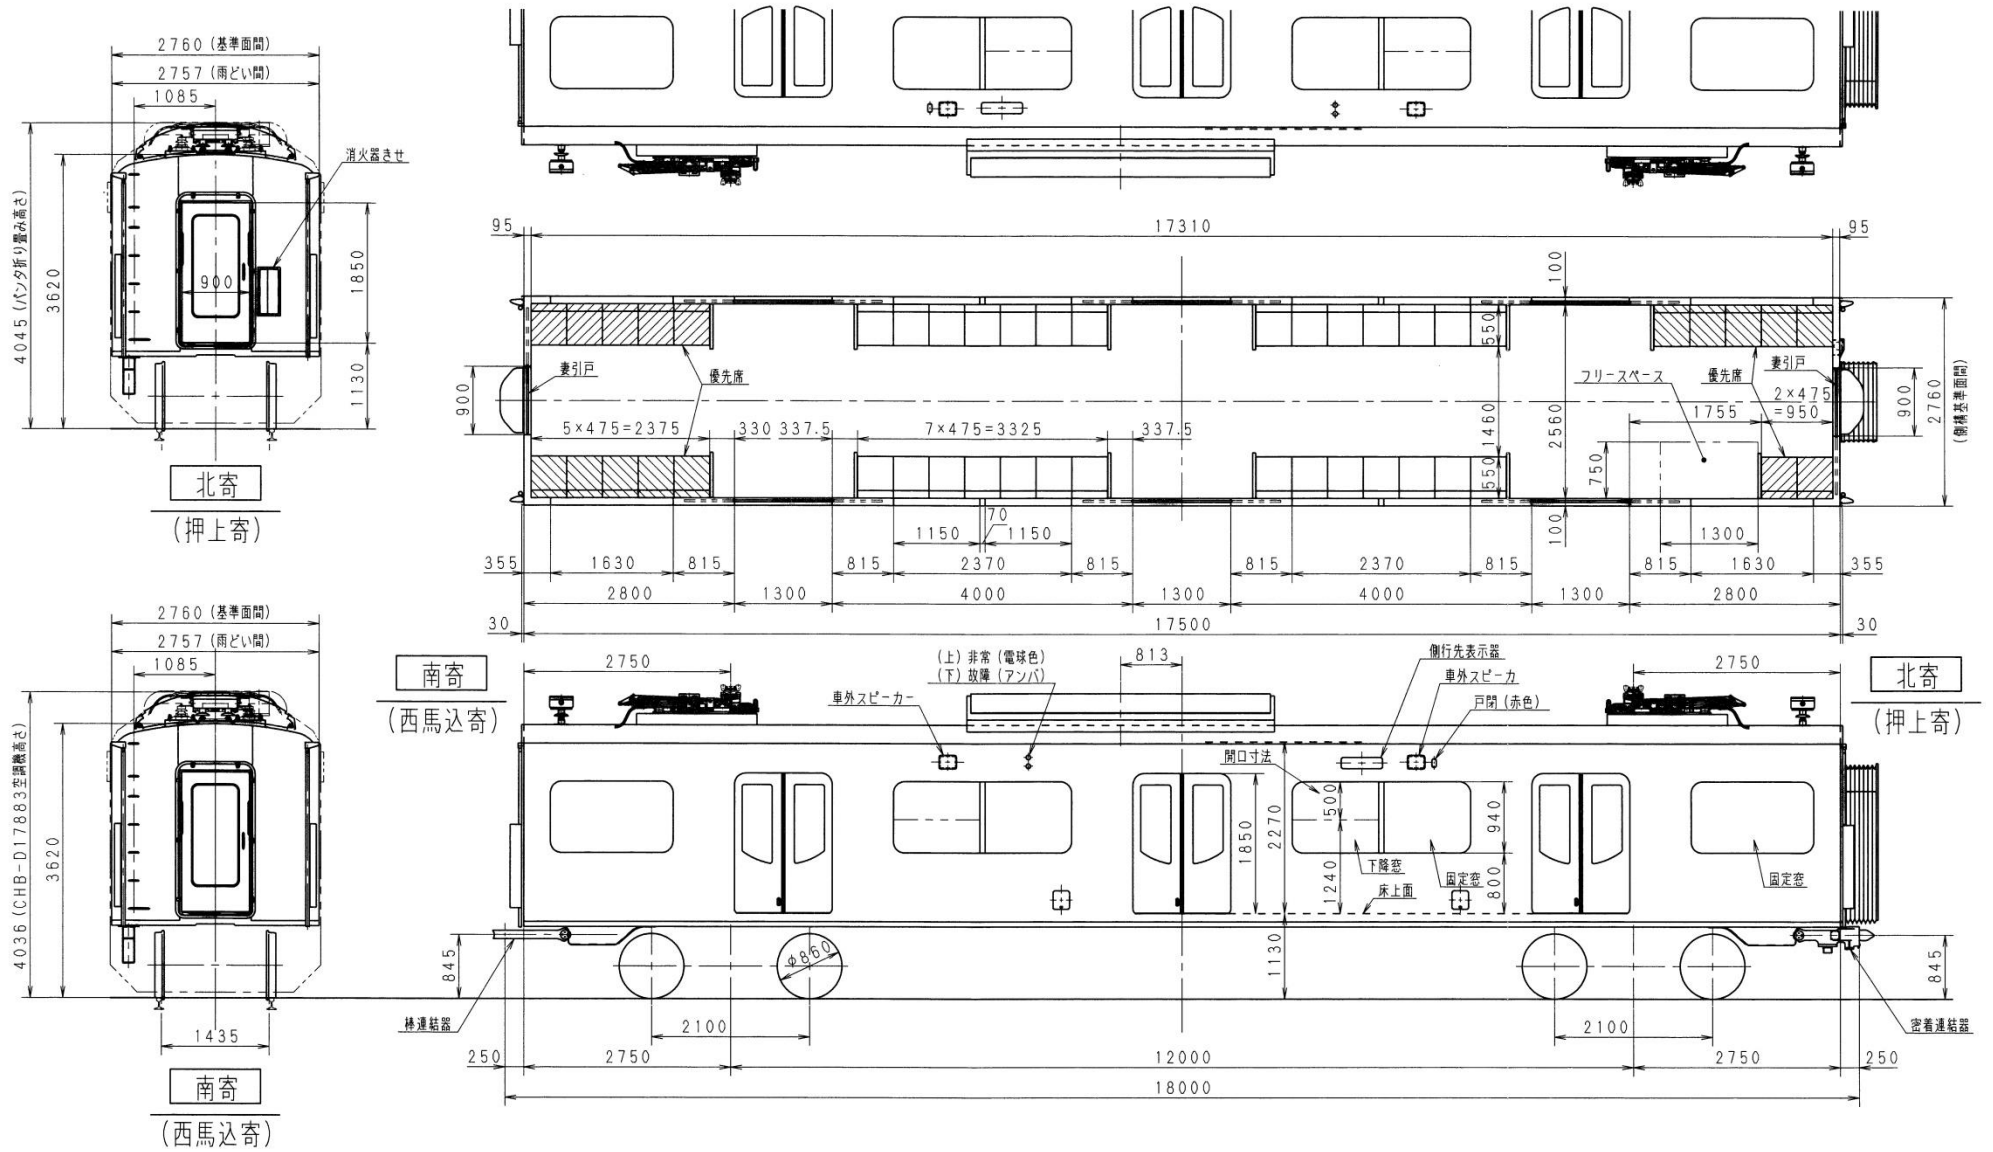 2760 (基準面間)
2757 (雨どい間)
1085
消火器きせ
4045 (パンタ折り畳み高さ)
3620
900
1850
1130
北寄
(押上寄)
95
17310
95
100
550
妻引戸
優先席
フリースペース
優先席
妻引戸
900
1460
2560
2×475
=950
1755
900
2760
(側構基準面間)
5×475=2375
330
337.5
7×475=3325
337.5
550
750
70
1150
1150
100
1300
355
1630
815
815
2370
815
815
2370
815
815
1630
355
2800
1300
4000
1300
4000
1300
2800
30
17500
30
2760 (基準面間)
2757 (雨どい間)
1085
4036 (CHB-D17883空調機高さ)
3620
1435
南寄
(西馬込寄)
南寄
(西馬込寄)
2750
(上) 非常 (電球色)
(下) 故障 (アンバ)
車外スピーカー
813
側行先表示器
車外スピーカ
戸閉 (赤色)
2750
北寄
(押上寄)
開口寸法
1850
2270
500
1240
940
800
下降窓
固定窓
床上面
固定窓
845
φ860
1130
845
棒連結器
密着連結器
2100
2100
250
2750
12000
2750
250
18000